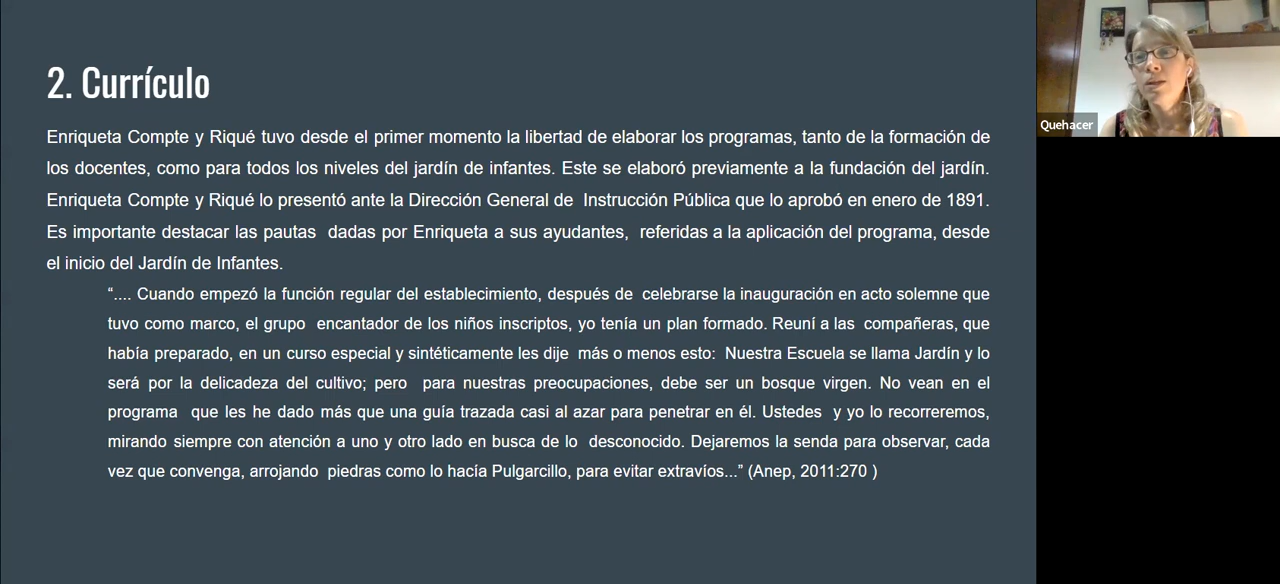 2. Currículo
Enriqueta Compte y Riqué tuvo desde el primer momento la libertad de elaborar los programas, tanto de la formación de
los docentes, como para todos los niveles del jardín de infantes. Este se elaboró previamente a la fundación del jardín.
Enriqueta Compte y Riqué lo presentó ante la Dirección General de Instrucción Pública que lo aprobó en enero de 1891.
Es importante destacar las pautas dadas por Enriqueta a sus ayudantes, referidas a la aplicación del programa, desde
el inicio del Jardín de Infantes.
“.... Cuando empezó la función regular del establecimiento, después de celebrarse la inauguración en acto solemne que
tuvo como marco, el grupo encantador de los niños inscriptos, yo tenía un plan formado. Reuní a las compañeras, que
había preparado, en un curso especial y sintéticamente les dije más o menos esto: Nuestra Escuela se llama Jardín y lo
será por la delicadeza del cultivo; pero para nuestras preocupaciones, debe ser un bosque virgen. No vean en el
programa que les he dado más que una guía trazada casi al azar para penetrar en él. Ustedes y yo lo recorreremos,
mirando siempre con atención a uno y otro lado en busca de lo desconocido. Dejaremos la senda para observar, cada
vez que convenga, arrojando piedras como lo hacía Pulgarcillo, para evitar extravíos...” (Anep, 2011:270 )
Quehacer